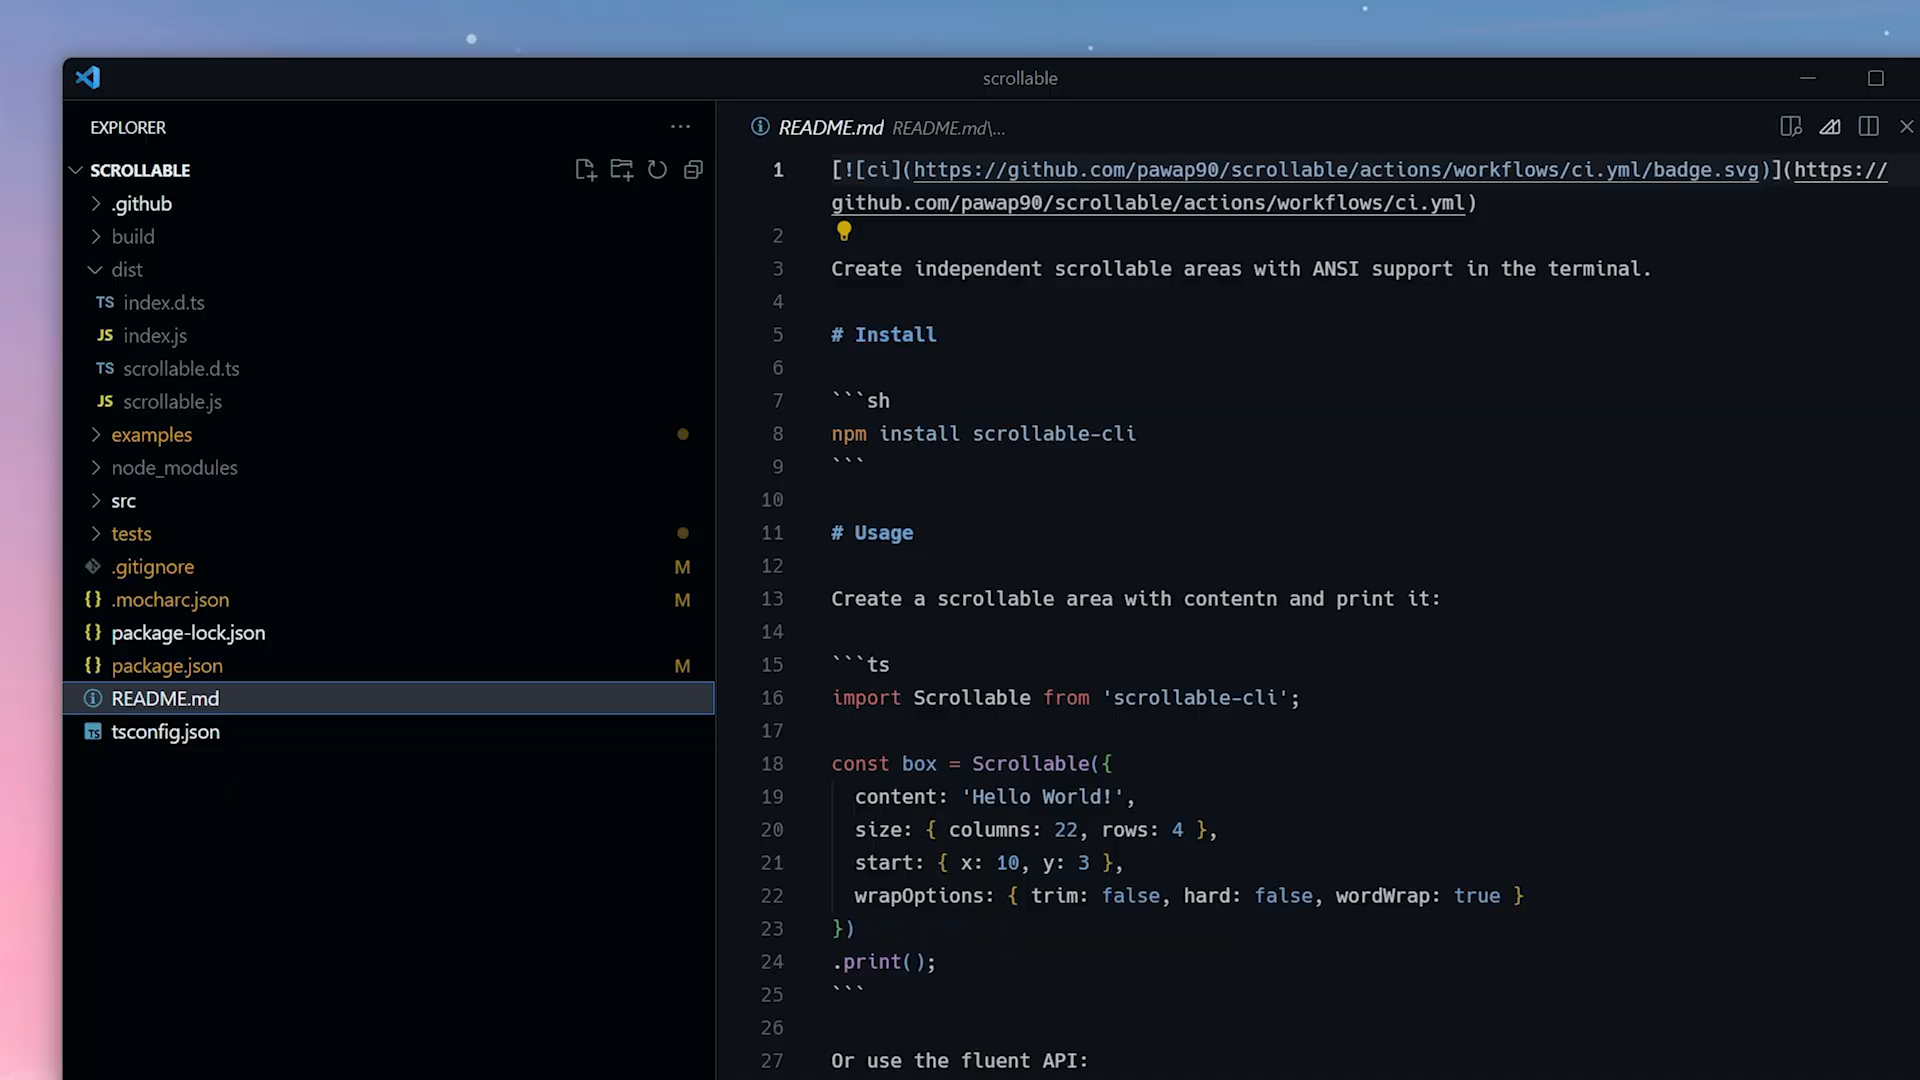 scrollable
EXPLORER
SCROLLABLE
.github
build
dist
TS index.d.ts
JS index.js
TS scrollable.d.ts
JS scrollable.js
examples
node_modules
src
tests
.gitignore M
{} .mocharc.json M
{} package-lock.json
{} package.json M
README.md
TS tsconfig.json
README.md README.md\...
1 [![ci](https://github.com/pawap90/scrollable/actions/workflows/ci.yml/badge.svg)](https://
github.com/pawap90/scrollable/actions/workflows/ci.yml)
2
3 Create independent scrollable areas with ANSI support in the terminal.
4
5 # Install
6
7 ```sh
8 npm install scrollable-cli
9 ```
10
11 # Usage
12
13 Create a scrollable area with contentn and print it:
14
15 ```ts
16 import Scrollable from 'scrollable-cli';
17
18 const box = Scrollable({
19 content: 'Hello World!',
20 size: { columns: 22, rows: 4 },
21 start: { x: 10, y: 3 },
22 wrapOptions: { trim: false, hard: false, wordWrap: true }
23 })
24 .print();
25 ```
26
27 Or use the fluent API: